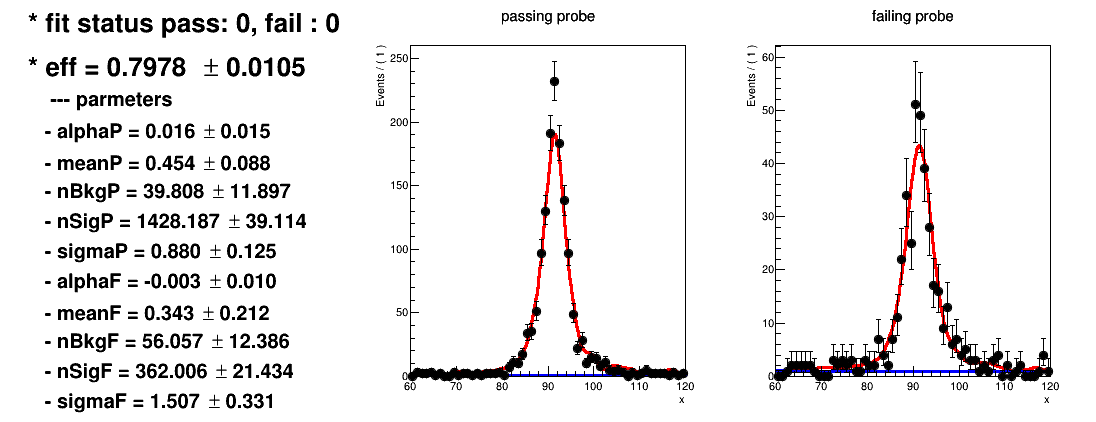 * fit status pass: 0, fail : 0
* eff = 0.7978 ± 0.0105
--- parmeters
- alphaP = 0.016 ± 0.015
- meanP = 0.454 ± 0.088
- nBkgP = 39.808 ± 11.897
- nSigP = 1428.187 ± 39.114
- sigmaP = 0.880 ± 0.125
- alphaF = -0.003 ± 0.010
- meanF = 0.343 ± 0.212
- nBkgF = 56.057 ± 12.386
- nSigF = 362.006 ± 21.434
- sigmaF = 1.507 ± 0.331
passing probe
Events / ( 1 )
250
200
150
100
50
0
60 70 80 90 100 110 120
x
failing probe
Events / ( 1 )
60
50
40
30
20
10
0
60 70 80 90 100 110 120
x